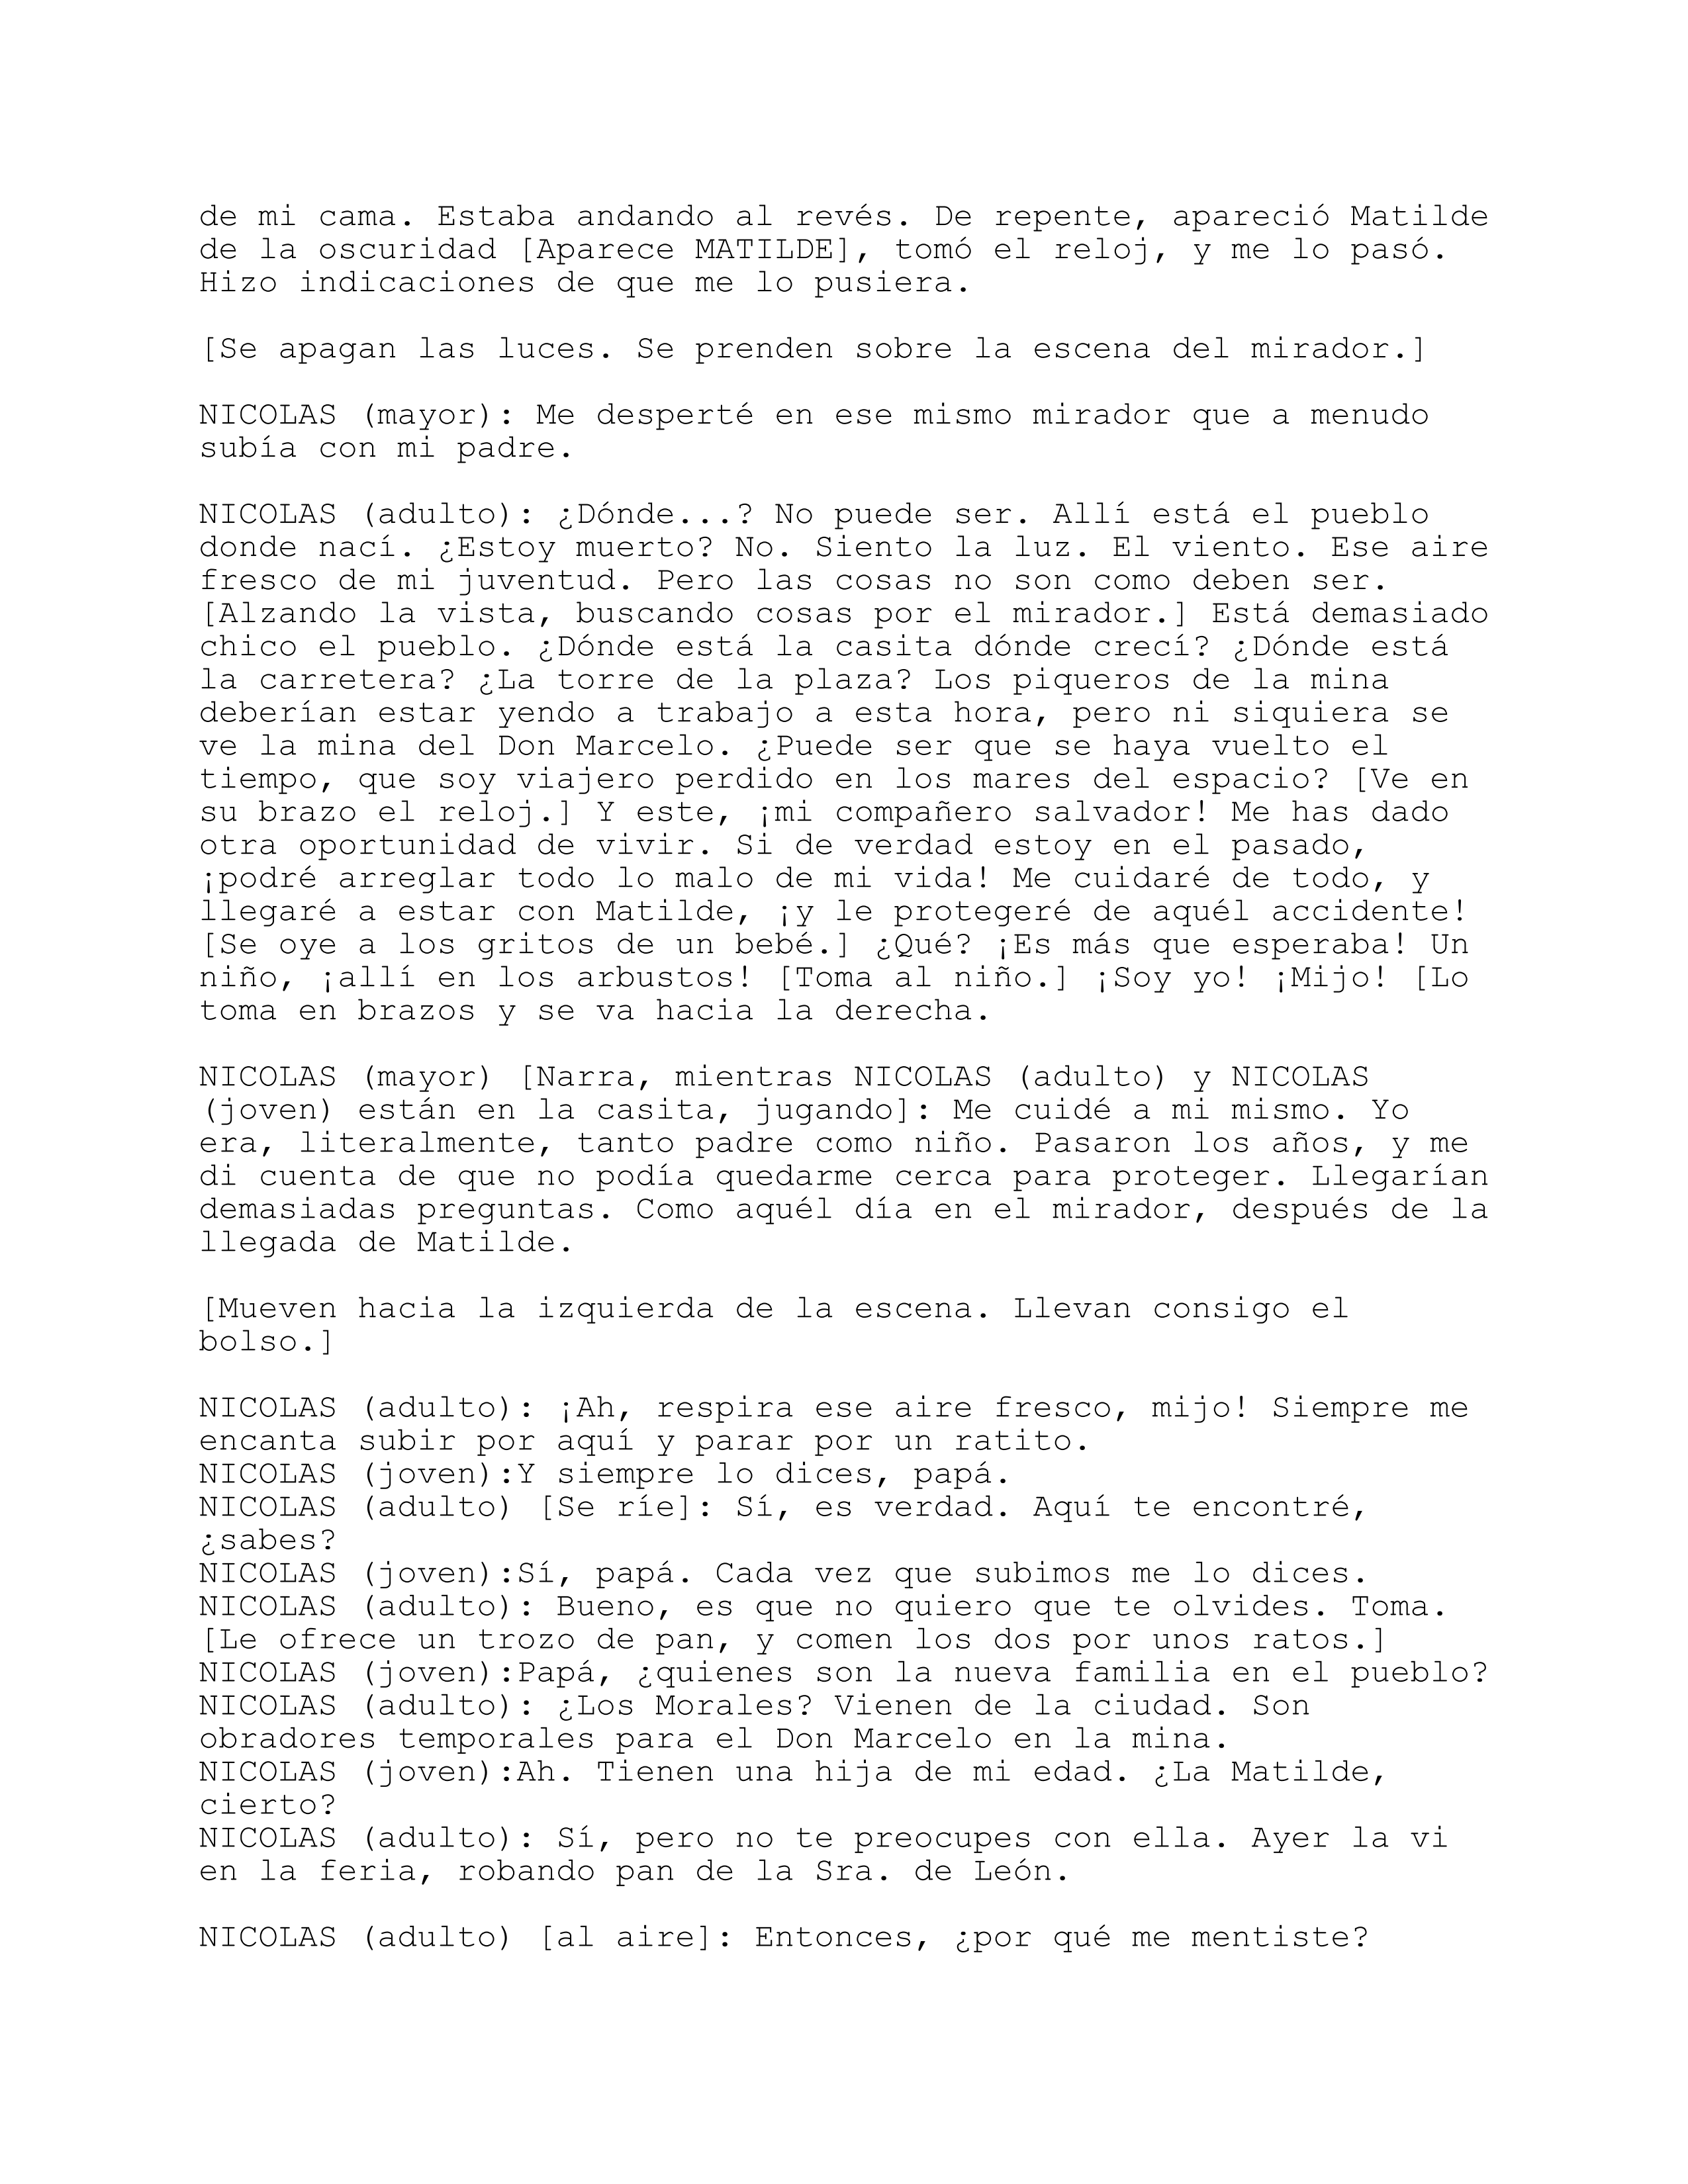 de mi cama. Estaba andando al revés. De repente, apareció Matilde
de la oscuridad [Aparece MATILDE], tomó el reloj, y me lo pasó.
Hizo indicaciones de que me lo pusiera.
[Se apagan las luces. Se prenden sobre la escena del mirador.]
NICOLAS (mayor): Me desperté en ese mismo mirador que a menudo
subía con mi padre.
NICOLAS (adulto): ¿Dónde...? No puede ser. Allí está el pueblo
donde nací. ¿Estoy muerto? No. Siento la luz. El viento. Ese aire
fresco de mi juventud. Pero las cosas no son como deben ser.
[Alzando la vista, buscando cosas por el mirador.] Está demasiado
chico el pueblo. ¿Dónde está la casita dónde crecí? ¿Dónde está
la carretera? ¿La torre de la plaza? Los piqueros de la mina
deberían estar yendo a trabajo a esta hora, pero ni siquiera se
ve la mina del Don Marcelo. ¿Puede ser que se haya vuelto el
tiempo, que soy viajero perdido en los mares del espacio? [Ve en
su brazo el reloj.] Y este, ¡mi compañero salvador! Me has dado
otra oportunidad de vivir. Si de verdad estoy en el pasado,
¡podré arreglar todo lo malo de mi vida! Me cuidaré de todo, y
llegaré a estar con Matilde, ¡y le protegeré de aquél accidente!
[Se oye a los gritos de un bebé.] ¿Qué? ¡Es más que esperaba! Un
niño, ¡allí en los arbustos! [Toma al niño.] ¡Soy yo! ¡Mijo! [Lo
toma en brazos y se va hacia la derecha.
NICOLAS (mayor) [Narra, mientras NICOLAS (adulto) y NICOLAS
(joven) están en la casita, jugando]: Me cuidé a mi mismo. Yo
era, literalmente, tanto padre como niño. Pasaron los años, y me
di cuenta de que no podía quedarme cerca para proteger. Llegarían
demasiadas preguntas. Como aquél día en el mirador, después de la
llegada de Matilde.
[Mueven hacia la izquierda de la escena. Llevan consigo el
bolso.]
NICOLAS (adulto): ¡Ah, respira ese aire fresco, mijo! Siempre me
encanta subir por aquí y parar por un ratito.
NICOLAS (joven):Y siempre lo dices, papá.
NICOLAS (adulto) [Se ríe]: Sí, es verdad. Aquí te encontré,
¿sabes?
NICOLAS (joven):Sí, papá. Cada vez que subimos me lo dices.
NICOLAS (adulto): Bueno, es que no quiero que te olvides. Toma.
[Le ofrece un trozo de pan, y comen los dos por unos ratos.]
NICOLAS (joven):Papá, ¿quienes son la nueva familia en el pueblo?
NICOLAS (adulto): ¿Los Morales? Vienen de la ciudad. Son
obradores temporales para el Don Marcelo en la mina.
NICOLAS (joven):Ah. Tienen una hija de mi edad. ¿La Matilde,
cierto?
NICOLAS (adulto): Sí, pero no te preocupes con ella. Ayer la vi
en la feria, robando pan de la Sra. de León.
NICOLAS (adulto) [al aire]: Entonces, ¿por qué me mentiste?